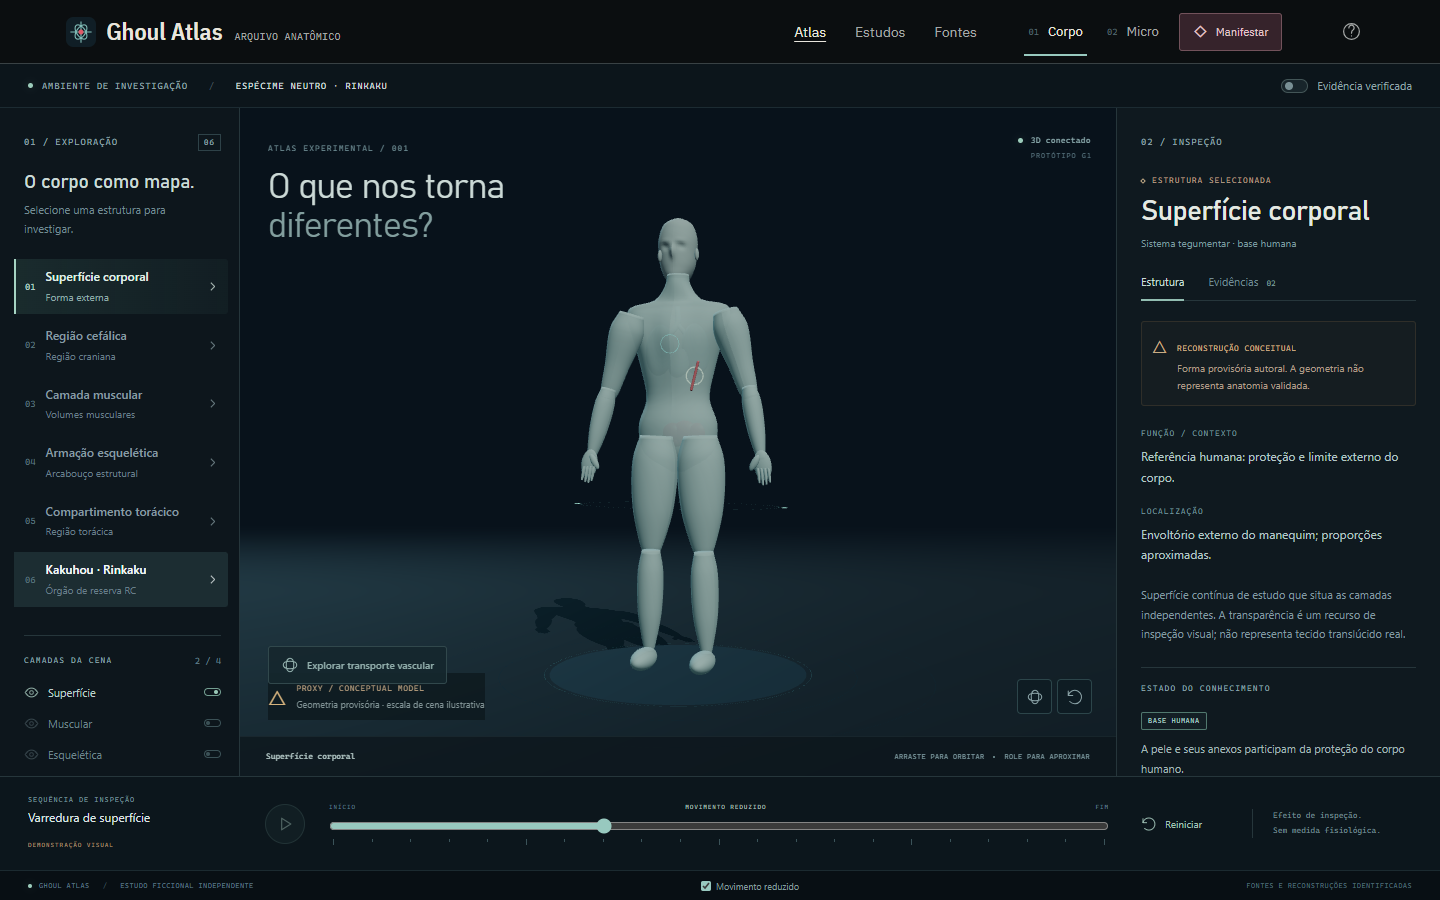 Ghoul Atlas
ARQUIVO ANATÔMICO
Atlas
Estudos
Fontes
01 Corpo
02 Micro
Manifestar
AMBIENTE DE INVESTIGAÇÃO / ESPÉCIME NEUTRO · RINKAKU
Evidência verificada
01 / EXPLORAÇÃO
06
O corpo como mapa.
Selecione uma estrutura para
investigar.
01
Superfície corporal
Forma externa
02
Região cefálica
Região craniana
03
Camada muscular
Volumes musculares
04
Armação esquelética
Arcabouço estrutural
05
Compartimento torácico
Região torácica
06
Kakuhou · Rinkaku
Órgão de reserva RC
CAMADAS DA CENA
2 / 4
Superfície
Muscular
Esquelética
ATLAS EXPERIMENTAL / 001
O que nos torna
diferentes?
3D conectado
PROTÓTIPO G1
Explorar transporte vascular
PROXY / CONCEPTUAL MODEL
Geometria provisória · escala de cena ilustrativa
Superfície corporal
ARRASTE PARA ORBITAR • ROLE PARA APROXIMAR
02 / INSPEÇÃO
ESTRUTURA SELECIONADA
Superfície corporal
Sistema tegumentar · base humana
Estrutura
Evidências 02
RECONSTRUÇÃO CONCEITUAL
Forma provisória autoral. A geometria não
representa anatomia validada.
FUNÇÃO / CONTEXTO
Referência humana: proteção e limite externo do
corpo.
LOCALIZAÇÃO
Envoltório externo do manequim; proporções
aproximadas.
Superfície contínua de estudo que situa as camadas
independentes. A transparência é um recurso de
inspeção visual; não representa tecido translúcido real.
ESTADO DO CONHECIMENTO
BASE HUMANA
A pele e seus anexos participam da proteção do corpo
humano.
SEQUÊNCIA DE INSPEÇÃO
Varredura de superfície
DEMONSTRAÇÃO VISUAL
INÍCIO
MOVIMENTO REDUZIDO
FIM
Reiniciar
Efeito de inspeção.
Sem medida fisiológica.
GHOUL ATLAS / ESTUDO FICCIONAL INDEPENDENTE
Movimento reduzido
FONTES E RECONSTRUÇÕES IDENTIFICADAS